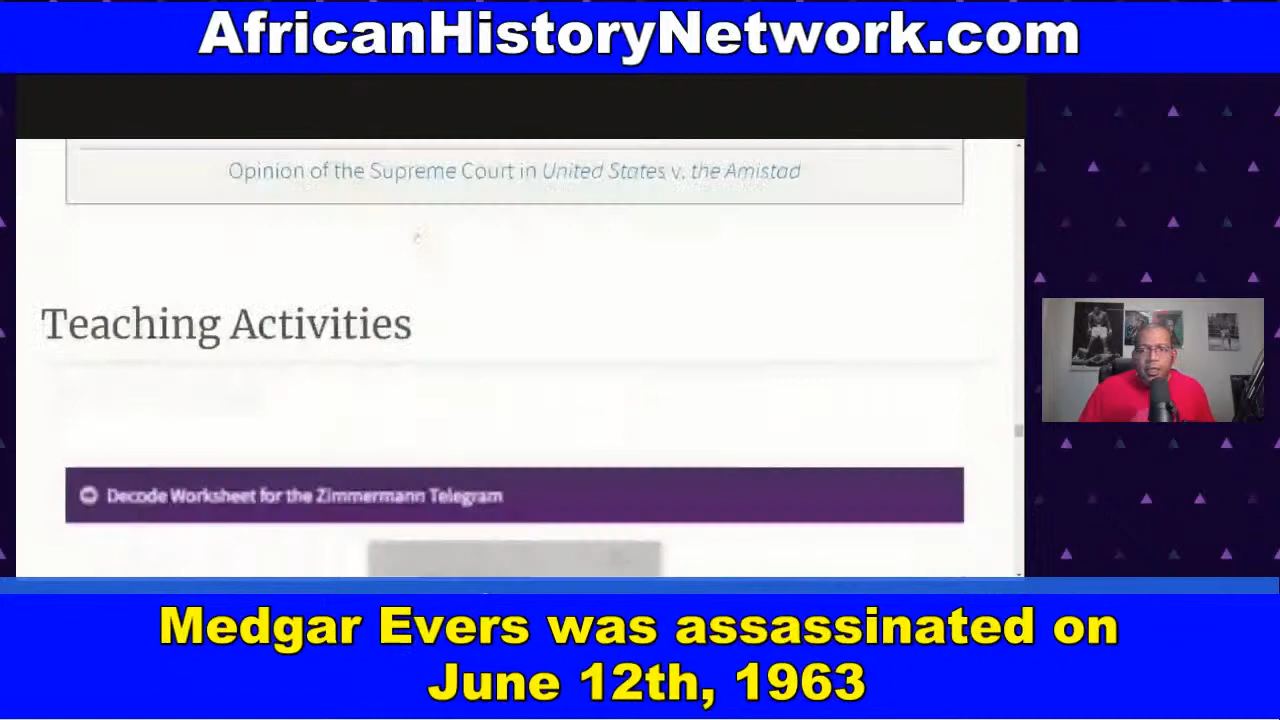 AfricanHistoryNetwork.com
Opinion of the Supreme Court in United States v. the Amistad
Teaching Activities
Decode Worksheet for the Zimmermann Telegram
Medgar Evers was assassinated on
June 12th, 1963